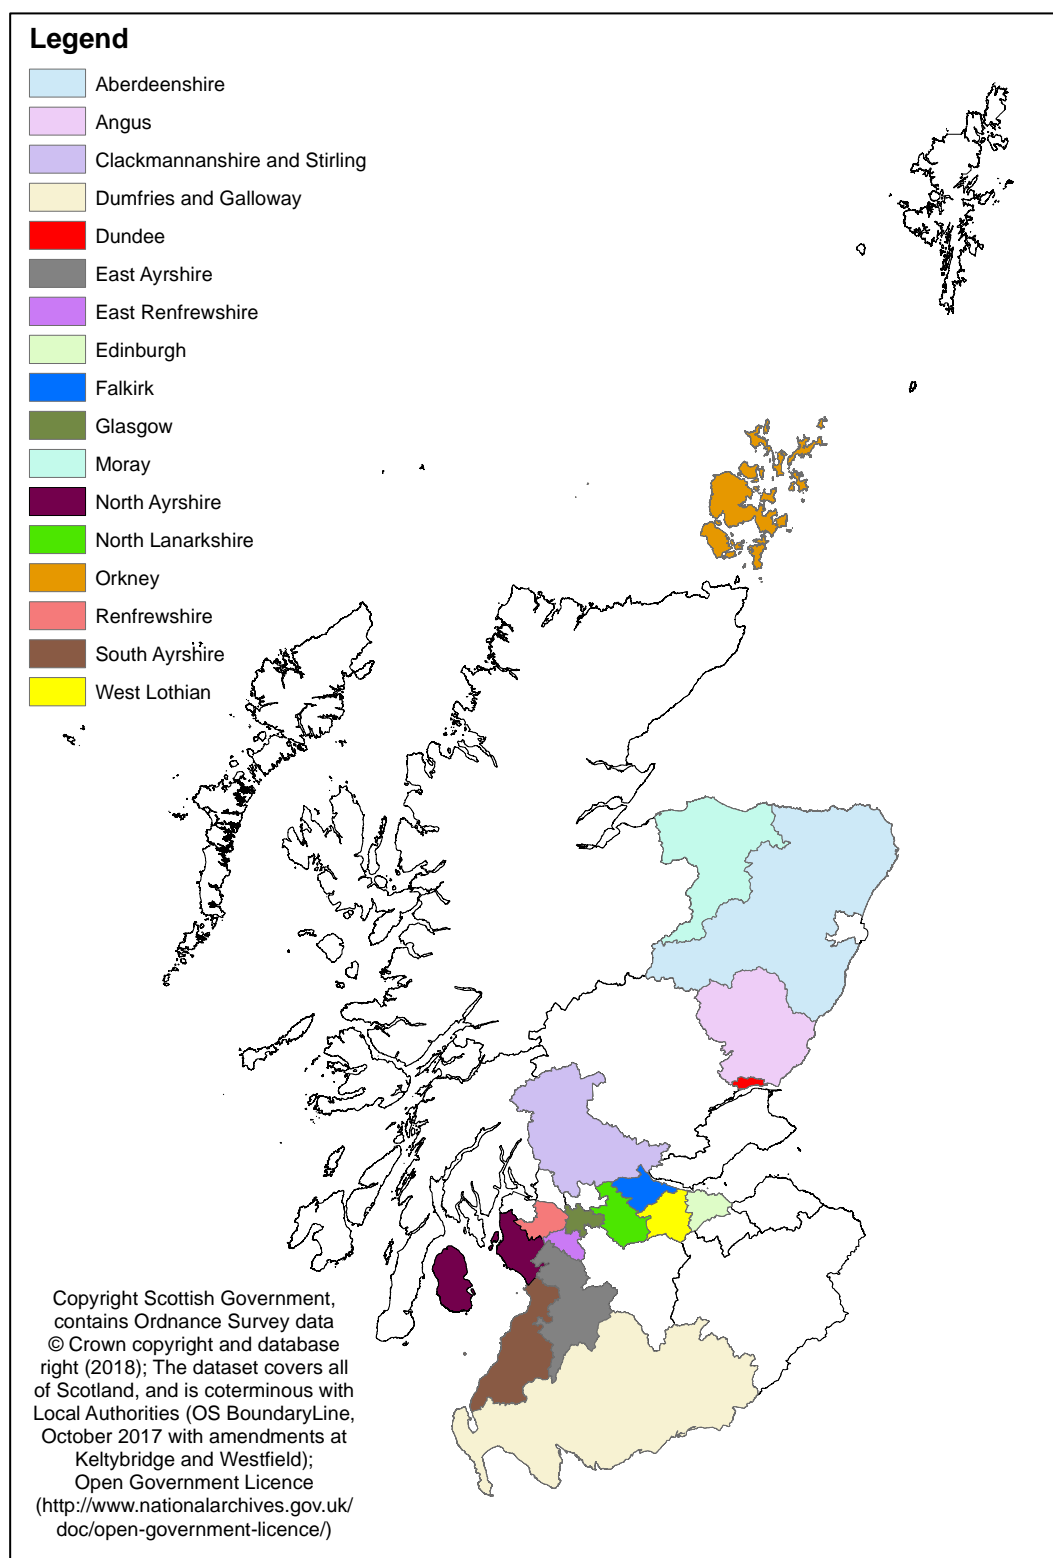 Legend
Aberdeenshire
Angus
Clackmannanshire and Stirling
Dumfries and Galloway
Dundee
East Ayrshire
East Renfrewshire
Edinburgh
Falkirk
Glasgow
Moray
North Ayrshire
North Lanarkshire
Orkney
Renfrewshire
South Ayrshire
West Lothian
Copyright Scottish Government,
contains Ordnance Survey data
© Crown copyright and database
right (2018); The dataset covers all
of Scotland, and is coterminous with
Local Authorities (OS BoundaryLine,
October 2017 with amendments at
Keltybridge and Westfield);
Open Government Licence
(http://www.nationalarchives.gov.uk/
doc/open-government-licence/)